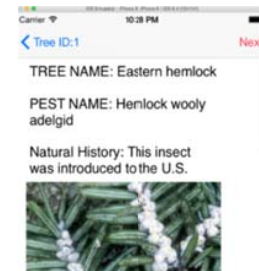 Carrier 10:28 PM
Tree ID:1 Nex
TREE NAME: Eastern hemlock
PEST NAME: Hemlock wooly
adelgid
Natural History: This insect
was introduced to the U.S.